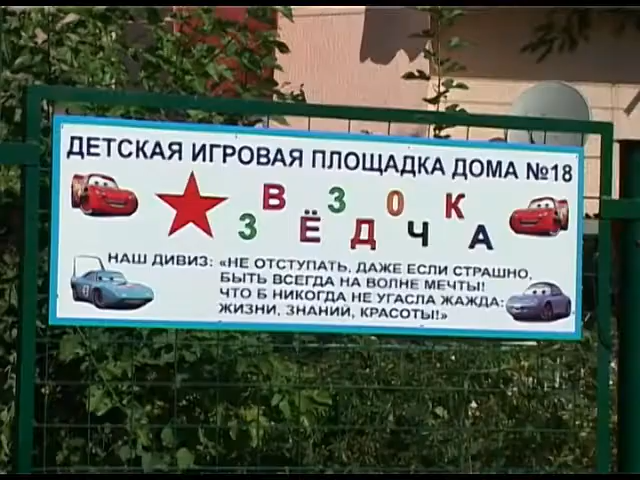 ДЕТСКАЯ ИГРОВАЯ ПЛОЩАДКА ДОМА №18
ЗВЁЗДОЧКА
НАШ ДИВИЗ: «НЕ ОТСТУПАТЬ, ДАЖЕ ЕСЛИ СТРАШНО,
БЫТЬ ВСЕГДА НА ВОЛНЕ МЕЧТЫ!
ЧТО Б НИКОГДА НЕ УГАСЛА ЖАЖДА:
ЖИЗНИ, ЗНАНИЙ, КРАСОТЫ!»